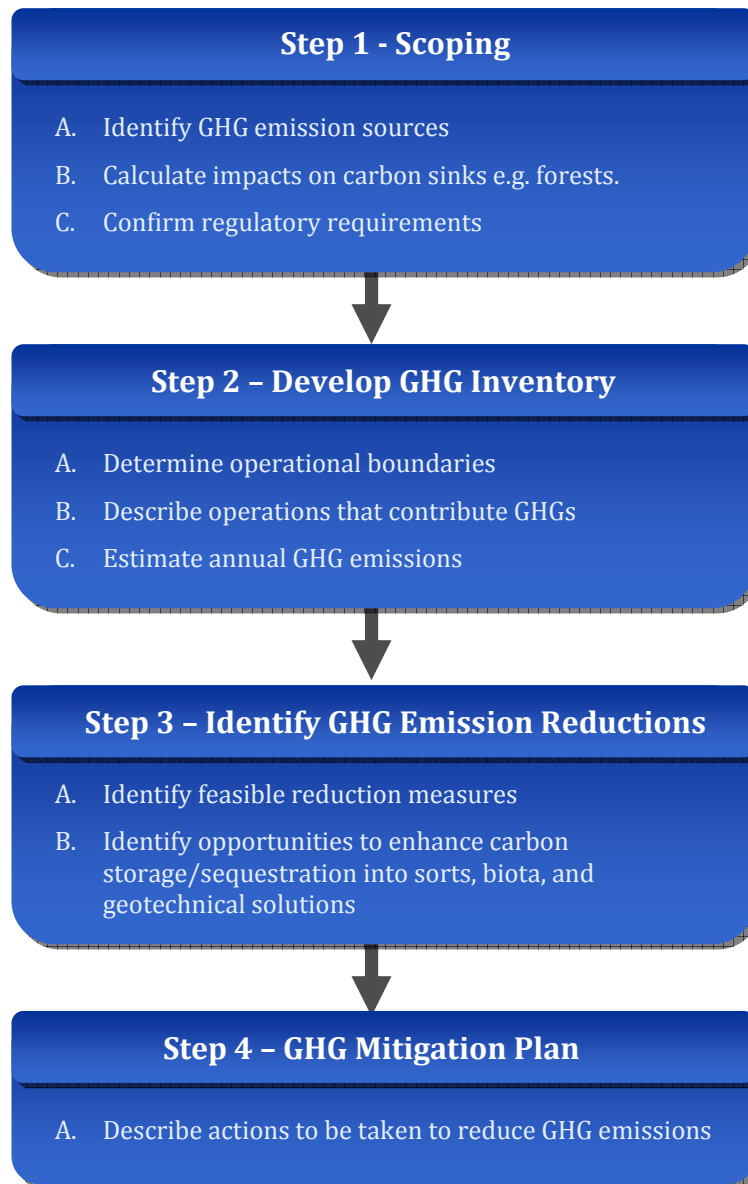 Step 1 - Scoping
A. Identify GHG emission sources
B. Calculate impacts on carbon sinks e.g. forests.
C. Confirm regulatory requirements
Step 2 – Develop GHG Inventory
A. Determine operational boundaries
B. Describe operations that contribute GHGs
C. Estimate annual GHG emissions
Step 3 – Identify GHG Emission Reductions
A. Identify feasible reduction measures
B. Identify opportunities to enhance carbon
storage/sequestration into sorts, biota, and
geotechnical solutions
Step 4 – GHG Mitigation Plan
A. Describe actions to be taken to reduce GHG emissions